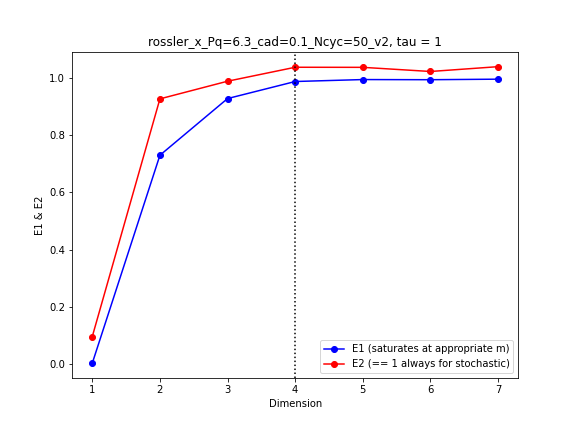 rossler_x_Pq=6.3_cad=0.1_Ncyc=50_v2, tau = 1
E1 & E2
1.0
0.8
0.6
0.4
0.2
0.0
E1 (saturates at appropriate m)
E2 (== 1 always for stochastic)
1 2 3 4 5 6 7
Dimension